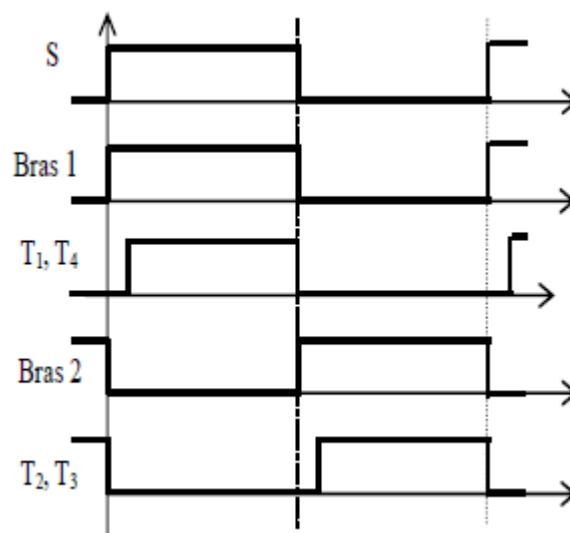 S
Bras 1
T₁, T₄
Bras 2
T₂, T₃